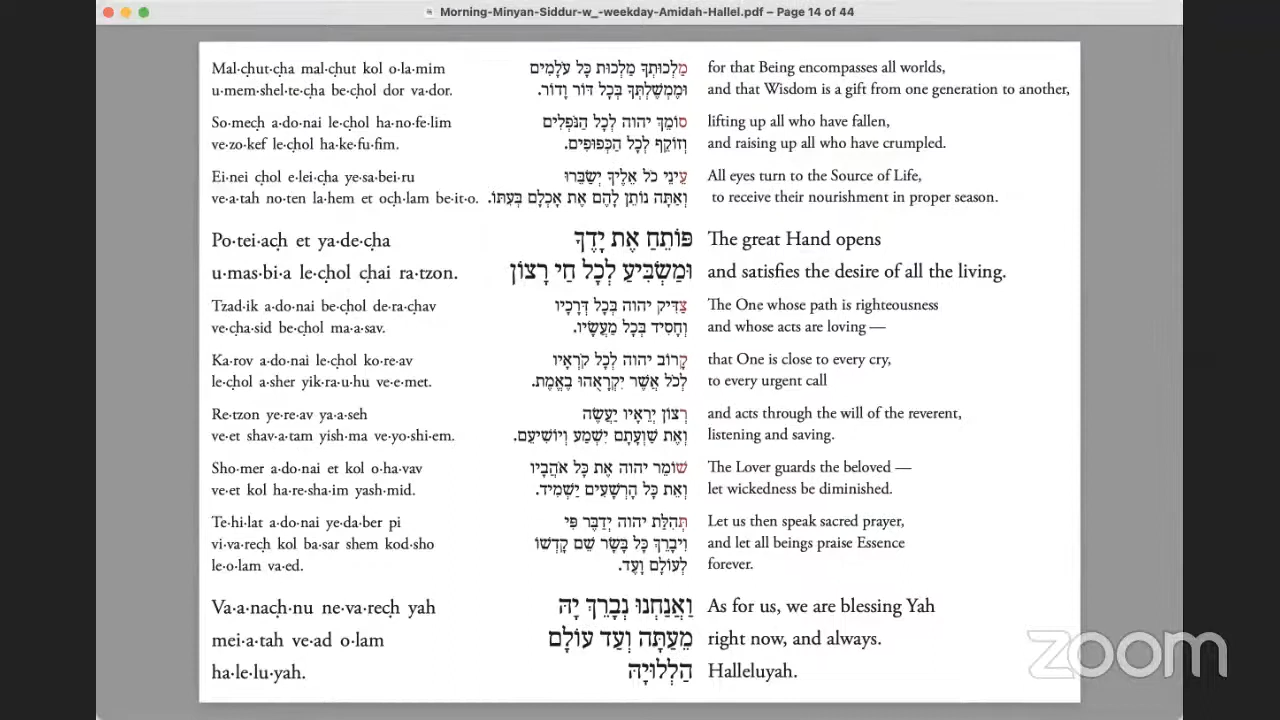 Morning-Minyan-Siddur-w_-weekday-Amidah-Hallel.pdf – Page 14 of 44
Mal·chut·cha mal·chut kol o·la·mim
u·mem·shel·te·cha be·chol dor va·dor.
So·mech a·do·nai le·chol ha·no·fe·lim
ve·zo·kef le·chol ha·ke·fu·fim.
Ei·nei chol e·lei·cha ye·sa·bei·ru
ve·a·tah no·ten la·hem et och·lam be·it·o.
Po·tei·ach et ya·de·cha
u·mas·bi·a le·chol chai ra·tzon.
Tzad·ik a·do·nai be·chol de·ra·chav
ve·cha·sid be·chol ma·a·sav.
Ka·rov a·do·nai le·chol ko·re·av
le·chol a·sher yik·ra·u·hu ve·e·met.
Re·tzon ye·re·av ya·a·seh
ve·et shav·a·tam yish·ma ve·yo·shi·em.
Sho·mer a·do·nai et kol o·ha·vav
ve·et kol ha·re·sha·im yash·mid.
Te·hi·lat a·do·nai ye·da·ber pi
vi·va·rech kol ba·sar shem kod·sho
le·o·lam va·ed.
Va·a·nach·nu ne·va·rech yah
mei·a·tah ve·ad o·lam
ha·le·lu·yah.
מַלְכוּתְךָ מַלְכוּת כָּל עֹלָמִים
וּמֶמְשַׁלְתְּךָ בְּכָל דּוֹר וָדוֹר.
סוֹמֵךְ יהוה לְכָל הַנֹּפְלִים
וְזוֹקֵף לְכָל הַכְּפוּפִים.
עֵינֵי כֹל אֵלֶיךָ יְשַׂבֵּרוּ
וְאַתָּה נוֹתֵן לָהֶם אֶת אָכְלָם בְּעִתּוֹ.
פּוֹתֵחַ אֶת יָדֶךָ
וּמַשְׂבִּיעַ לְכָל חַי רָצוֹן
צַדִּיק יהוה בְּכָל דְּרָכָיו
וְחָסִיד בְּכָל מַעֲשָׂיו.
קָרוֹב יהוה לְכָל קֹרְאָיו
לְכֹל אֲשֶׁר יִקְרָאֻהוּ בֶאֱמֶת.
רְצוֹן יְרֵאָיו יַעֲשֶׂה
וְאֶת שַׁוְעָתָם יִשְׁמַע וְיוֹשִׁיעֵם.
שׁוֹמֵר יהוה אֶת כָּל אֹהֲבָיו
וְאֵת כָּל הָרְשָׁעִים יַשְׁמִיד.
תְּהִלַּת יהוה יְדַבֶּר פִּי
וִיבָרֵךְ כָּל בָּשָׂר שֵׁם קָדְשׁוֹ
לְעוֹלָם וָעֶד.
וַאֲנַחְנוּ נְבָרֵךְ יָהּ
מֵעַתָּה וְעַד עוֹלָם
הַלְלוּיָהּ
for that Being encompasses all worlds,
and that Wisdom is a gift from one generation to another,
lifting up all who have fallen,
and raising up all who have crumpled.
All eyes turn to the Source of Life,
to receive their nourishment in proper season.
The great Hand opens
and satisfies the desire of all the living.
The One whose path is righteousness
and whose acts are loving —
that One is close to every cry,
to every urgent call
and acts through the will of the reverent,
listening and saving.
The Lover guards the beloved —
let wickedness be diminished.
Let us then speak sacred prayer,
and let all beings praise Essence
forever.
As for us, we are blessing Yah
right now, and always.
Halleluyah.
zoom